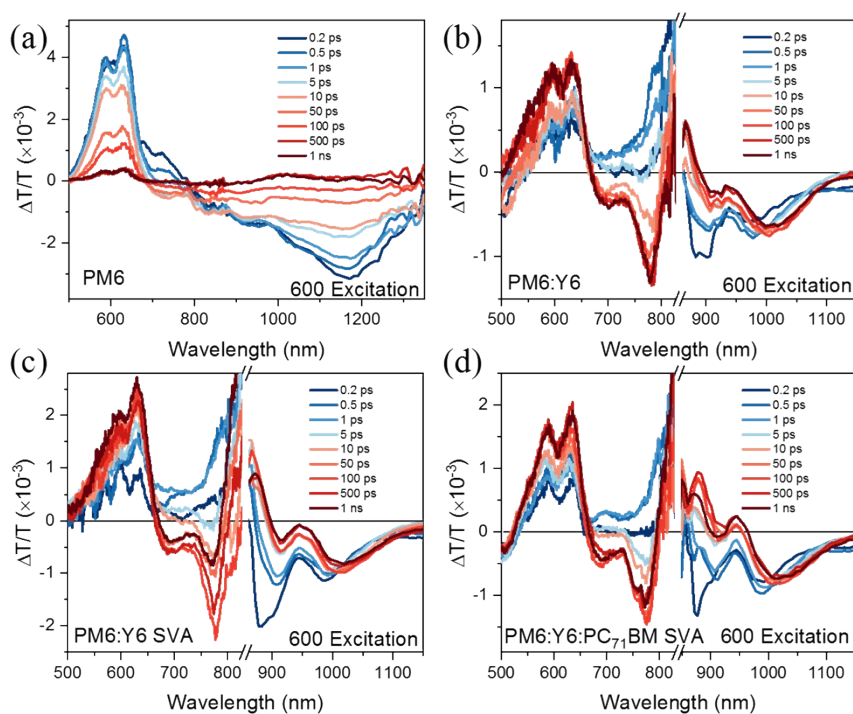 (a)
ΔT/T (×10⁻³)
4
2
0
-2
0.2 ps
0.5 ps
1 ps
5 ps
10 ps
50 ps
100 ps
500 ps
1 ns
PM6
600 Excitation
600 800 1000 1200
Wavelength (nm)
(b)
ΔT/T (×10⁻³)
1
0
-1
0.2 ps
0.5 ps
1 ps
5 ps
10 ps
50 ps
100 ps
500 ps
1 ns
PM6:Y6
600 Excitation
500 600 700 800 900 1000 1100
Wavelength (nm)
(c)
ΔT/T (×10⁻³)
2
1
0
-1
-2
0.2 ps
0.5 ps
1 ps
5 ps
10 ps
50 ps
100 ps
500 ps
1 ns
PM6:Y6 SVA
600 Excitation
500 600 700 800 900 1000 1100
Wavelength (nm)
(d)
ΔT/T (×10⁻³)
2
1
0
-1
0.2 ps
0.5 ps
1 ps
5 ps
10 ps
50 ps
100 ps
500 ps
1 ns
PM6:Y6:PC₇₁BM SVA
600 Excitation
500 600 700 800 900 1000 1100
Wavelength (nm)